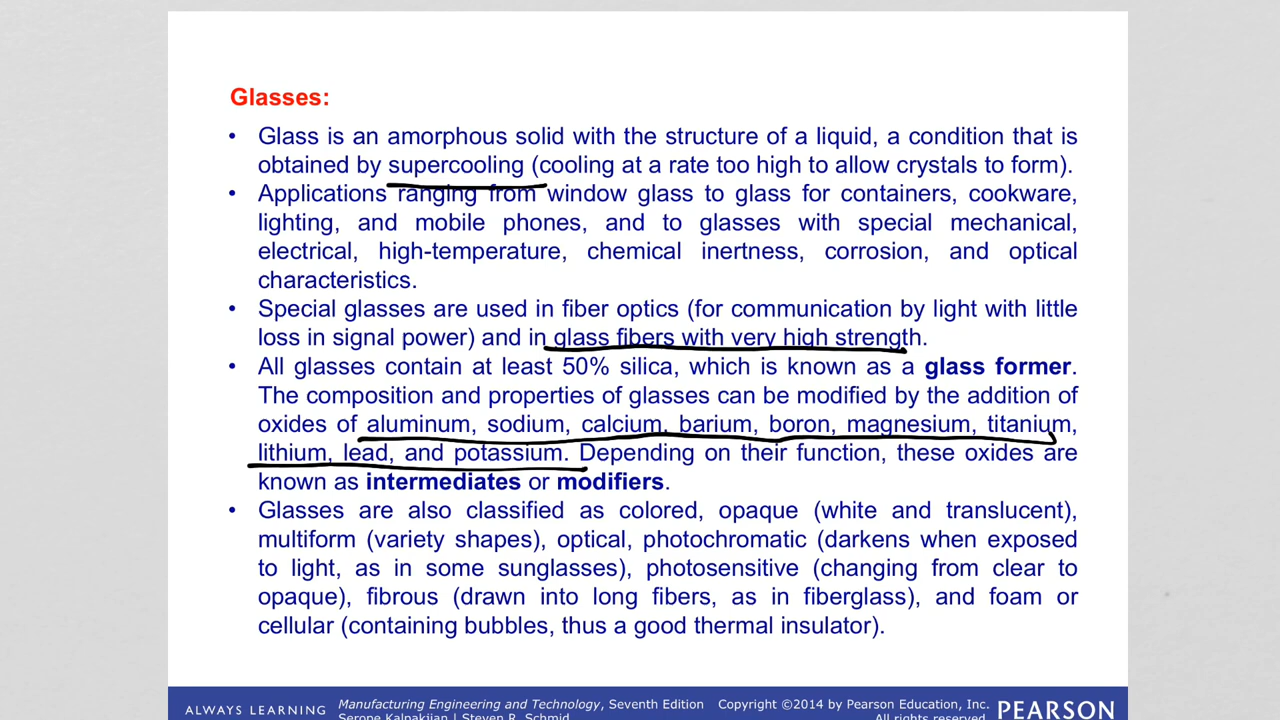 Glasses:
• Glass is an amorphous solid with the structure of a liquid, a condition that is
obtained by supercooling (cooling at a rate too high to allow crystals to form).
• Applications ranging from window glass to glass for containers, cookware,
lighting, and mobile phones, and to glasses with special mechanical,
electrical, high-temperature, chemical inertness, corrosion, and optical
characteristics.
• Special glasses are used in fiber optics (for communication by light with little
loss in signal power) and in glass fibers with very high strength.
• All glasses contain at least 50% silica, which is known as a glass former.
The composition and properties of glasses can be modified by the addition of
oxides of aluminum, sodium, calcium, barium, boron, magnesium, titanium,
lithium, lead, and potassium. Depending on their function, these oxides are
known as intermediates or modifiers.
• Glasses are also classified as colored, opaque (white and translucent),
multiform (variety shapes), optical, photochromatic (darkens when exposed
to light, as in some sunglasses), photosensitive (changing from clear to
opaque), fibrous (drawn into long fibers, as in fiberglass), and foam or
cellular (containing bubbles, thus a good thermal insulator).
ALWAYS LEARNING
Manufacturing Engineering and Technology, Seventh Edition
Serope Kalpakjian | Steven R. Schmid
Copyright ©2014 by Pearson Education, Inc.
All rights reserved.
PEARSON